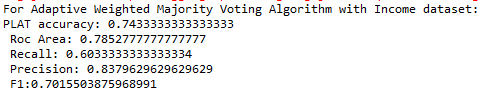 For Adaptive Weighted Majority Voting Algorithm with Income dataset:
PLAT accuracy: 0.7433333333333333
Roc Area: 0.7852777777777777
Recall: 0.6033333333333334
Precision: 0.8379629629629629
F1:0.7015503875968991